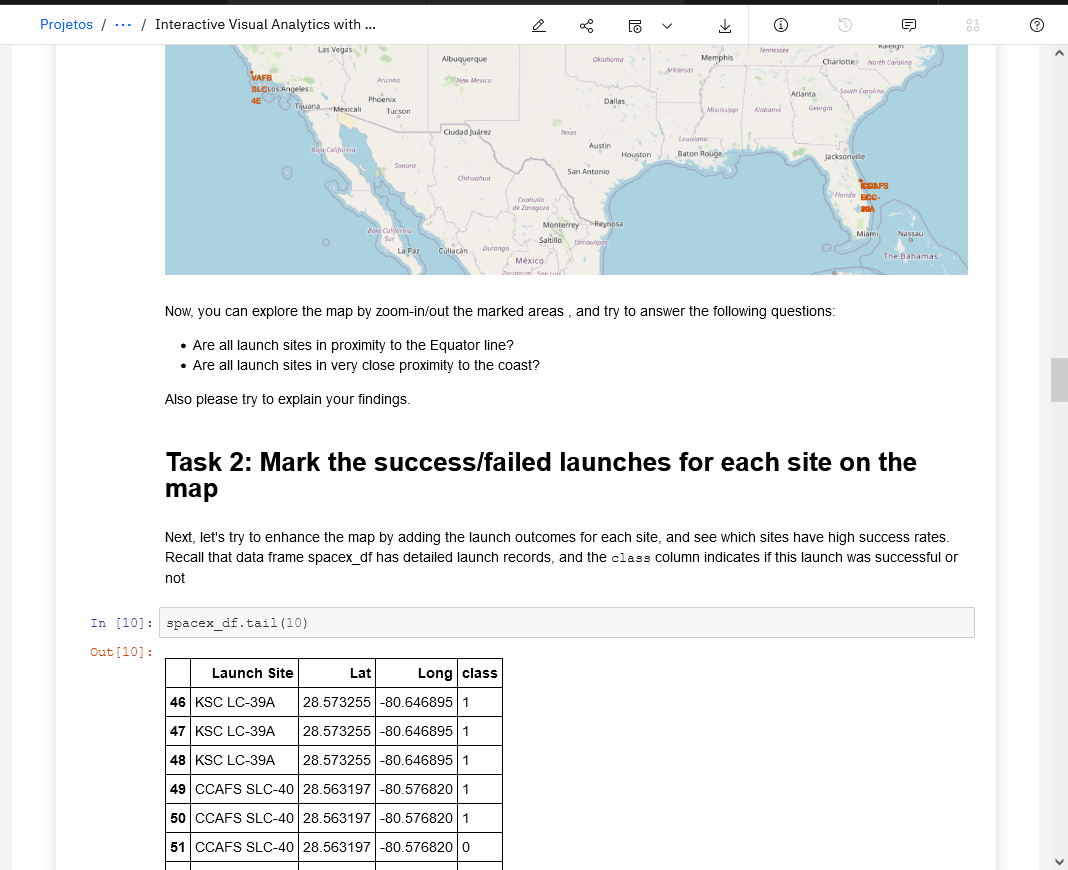 Projetos / ··· / Interactive Visual Analytics with ...
Las Vegas
Albuquerque
Oklahoma
Memphis
Tennessee
Raleigh
Charlotte
North Carolina
VAFB
SLC
Los Angeles
4E
Arizona
New Mexico
Arkansas
Phoenix
Tucson
Tijuana
Mexicali
Dallas
Atlanta
South Carolina
Mississippi
Alabama
Georgia
Ciudad Juárez
Texas
Louisiana
Baja California
Austin
Houston
Baton Rouge
Jacksonville
Sonora
Chihuahua
San Antonio
Florida
Coahuila
de Zaragoza
Baja California
Sur
Monterrey
Reynosa
Miami
Nassau
La Paz
Culiacán
Durango
Saltillo
Tamaulipas
México
The Bahamas
Now, you can explore the map by zoom-in/out the marked areas , and try to answer the following questions:
• Are all launch sites in proximity to the Equator line?
• Are all launch sites in very close proximity to the coast?
Also please try to explain your findings.
Task 2: Mark the success/failed launches for each site on the
map
Next, let's try to enhance the map by adding the launch outcomes for each site, and see which sites have high success rates.
Recall that data frame spacex_df has detailed launch records, and the class column indicates if this launch was successful or
not
In [10]: spacex_df.tail(10)
Out[10]:
Launch Site Lat Long class
46 KSC LC-39A 28.573255 -80.646895 1
47 KSC LC-39A 28.573255 -80.646895 1
48 KSC LC-39A 28.573255 -80.646895 1
49 CCAFS SLC-40 28.563197 -80.576820 1
50 CCAFS SLC-40 28.563197 -80.576820 1
51 CCAFS SLC-40 28.563197 -80.576820 0